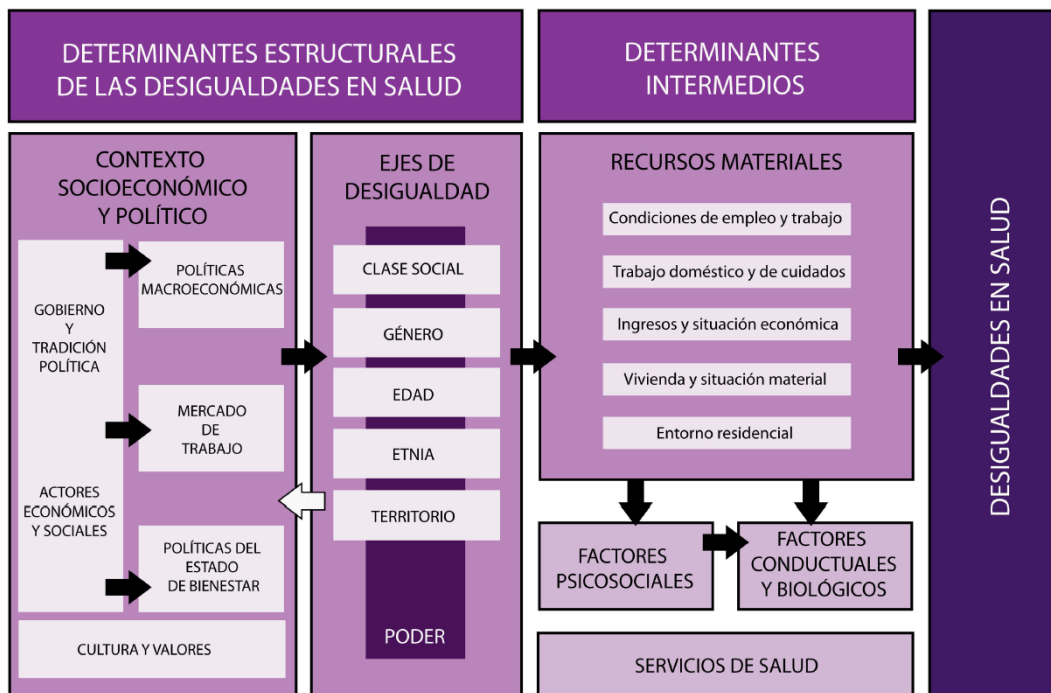 DETERMINANTES ESTRUCTURALES
DE LAS DESIGUALDADES EN SALUD
DETERMINANTES
INTERMEDIOS
CONTEXTO
SOCIOECONÓMICO
Y POLÍTICO
GOBIERNO
Y
TRADICIÓN
POLÍTICA
ACTORES
ECONÓMICOS
Y SOCIALES
POLÍTICAS
MACROECONÓMICAS
MERCADO
DE
TRABAJO
POLÍTICAS DEL
ESTADO
DE BIENESTAR
CULTURA Y VALORES
EJES DE
DESIGUALDAD
CLASE SOCIAL
GÉNERO
EDAD
ETNIA
TERRITORIO
PODER
RECURSOS MATERIALES
Condiciones de empleo y trabajo
Trabajo doméstico y de cuidados
Ingresos y situación económica
Vivienda y situación material
Entorno residencial
FACTORES
PSICOSOCIALES
FACTORES
CONDUCTUALES
Y BIOLÓGICOS
SERVICIOS DE SALUD
DESIGUALDADES EN SALUD